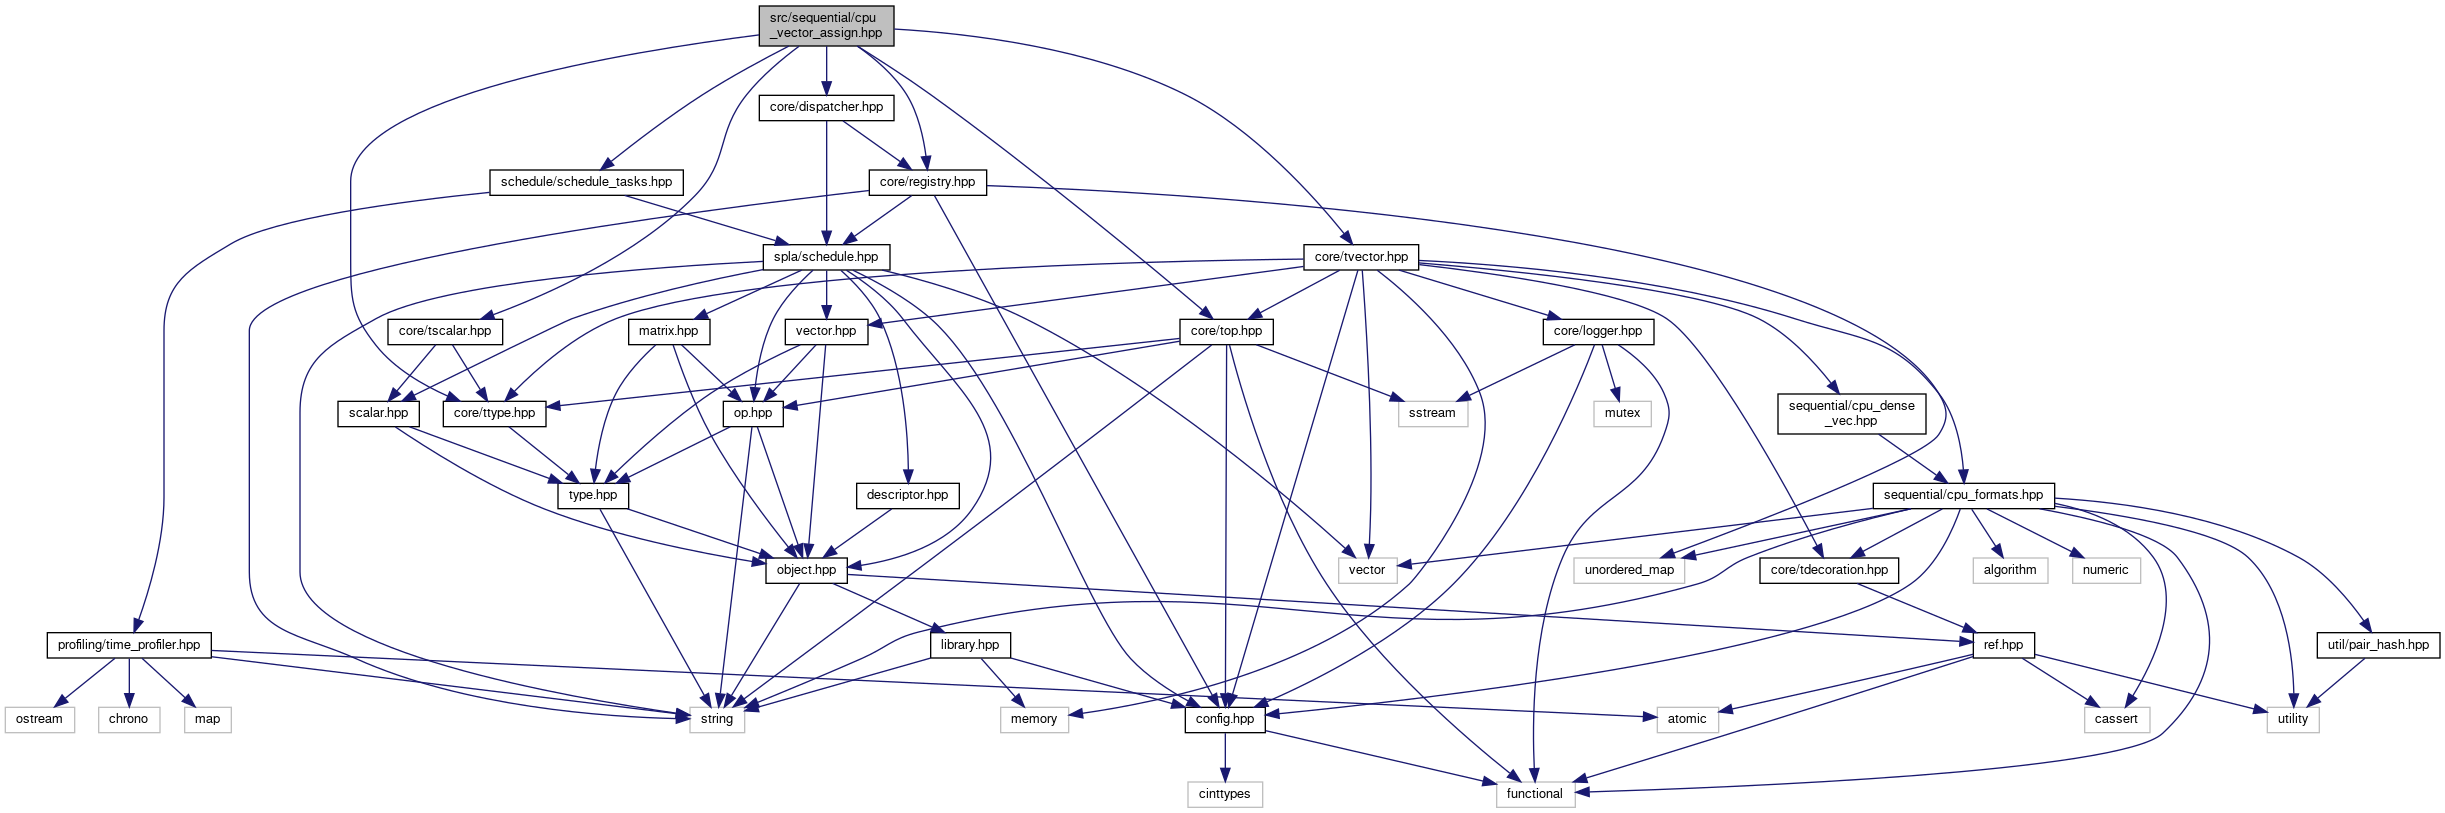 src/sequential/cpu
_vector_assign.hpp
core/dispatcher.hpp
schedule/schedule_tasks.hpp
core/registry.hpp
spla/schedule.hpp
core/tvector.hpp
core/tscalar.hpp
matrix.hpp
vector.hpp
core/top.hpp
core/logger.hpp
scalar.hpp
core/ttype.hpp
op.hpp
sstream
mutex
sequential/cpu_dense
_vec.hpp
type.hpp
descriptor.hpp
sequential/cpu_formats.hpp
object.hpp
vector
unordered_map
core/tdecoration.hpp
algorithm
numeric
profiling/time_profiler.hpp
library.hpp
ref.hpp
util/pair_hash.hpp
ostream
chrono
map
string
memory
config.hpp
atomic
cassert
utility
cinttypes
functional